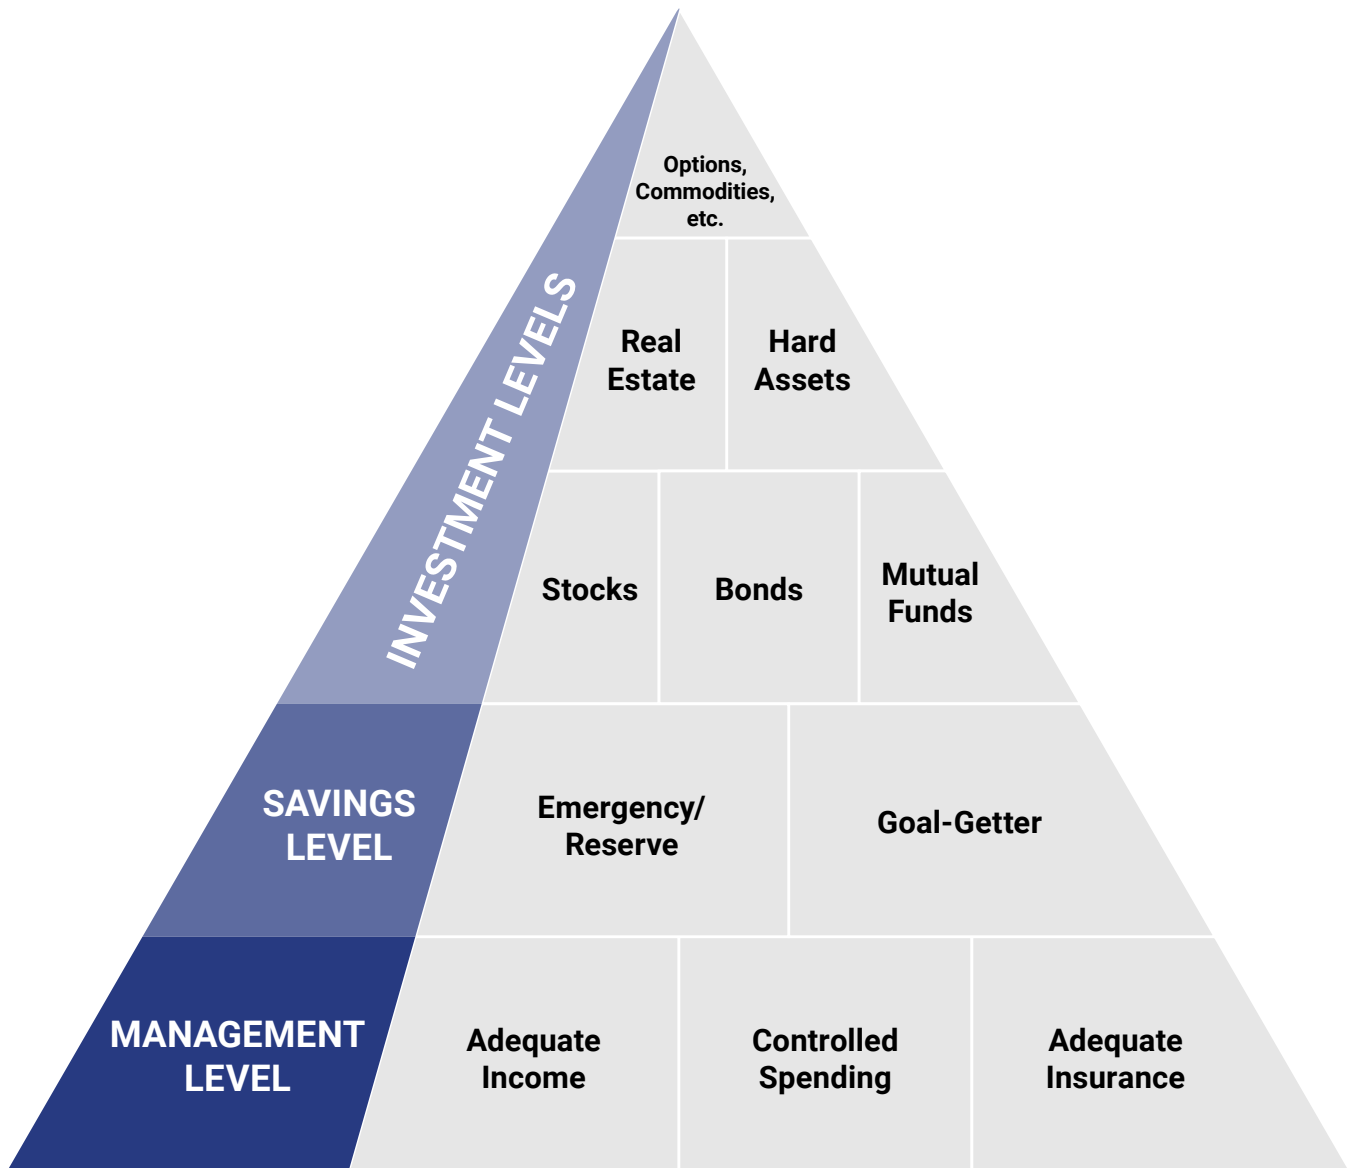 Options,
Commodities,
etc.
INVESTMENT LEVELS
Real
Estate
Hard
Assets
Stocks
Bonds
Mutual
Funds
SAVINGS
LEVEL
Emergency/
Reserve
Goal-Getter
MANAGEMENT
LEVEL
Adequate
Income
Controlled
Spending
Adequate
Insurance